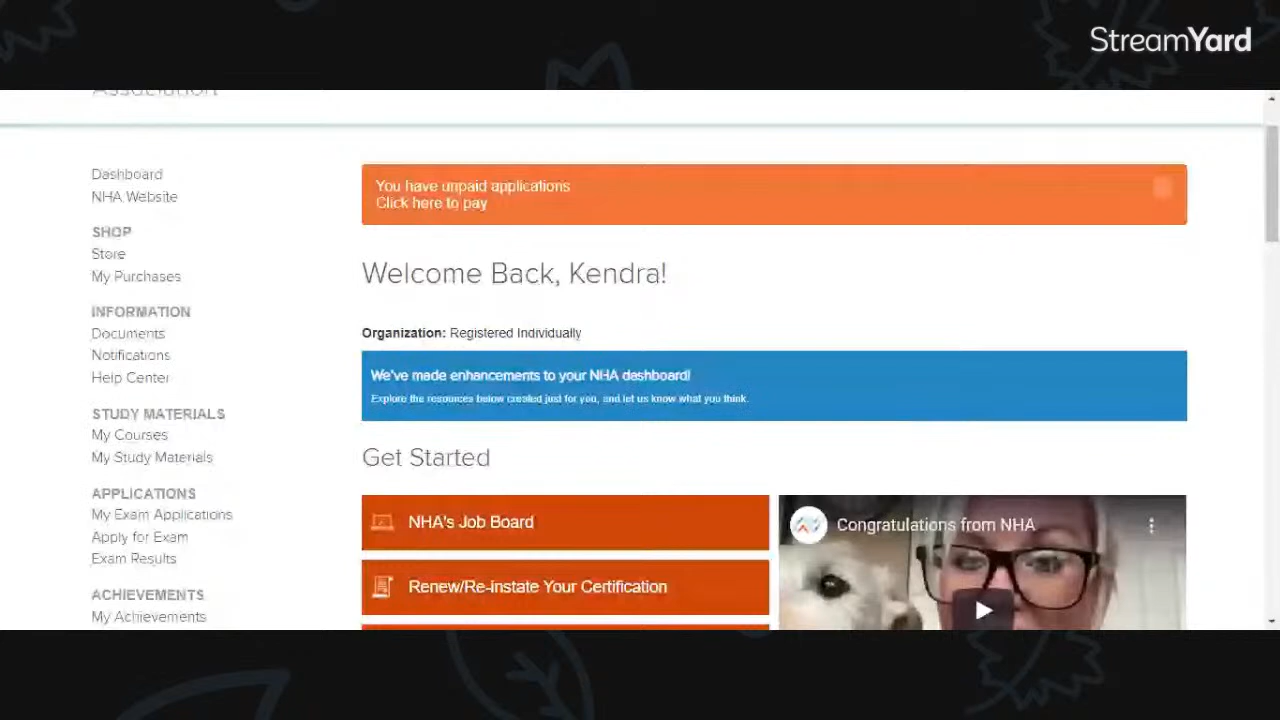 StreamYard
Association
Dashboard
NHA Website
SHOP
Store
My Purchases
INFORMATION
Documents
Notifications
Help Center
STUDY MATERIALS
My Courses
My Study Materials
APPLICATIONS
My Exam Applications
Apply for Exam
Exam Results
ACHIEVEMENTS
My Achievements
You have unpaid applications
Click here to pay
Welcome Back, Kendra!
Organization: Registered Individually
We've made enhancements to your NHA dashboard!
Explore the resources below created just for you, and let us know what you think.
Get Started
NHA's Job Board
Renew/Re-instate Your Certification
Congratulations from NHA